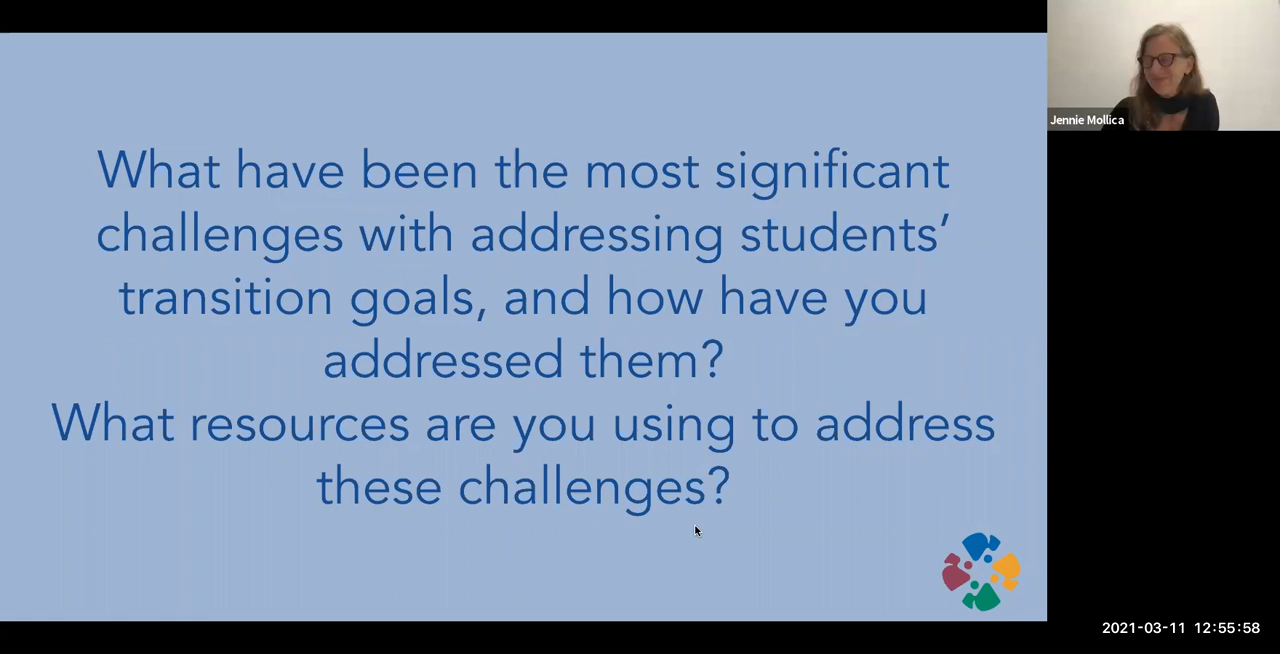 What have been the most significant
challenges with addressing students’
transition goals, and how have you
addressed them?
What resources are you using to address
these challenges?
Jennie Mollica
2021-03-11 12:55:58